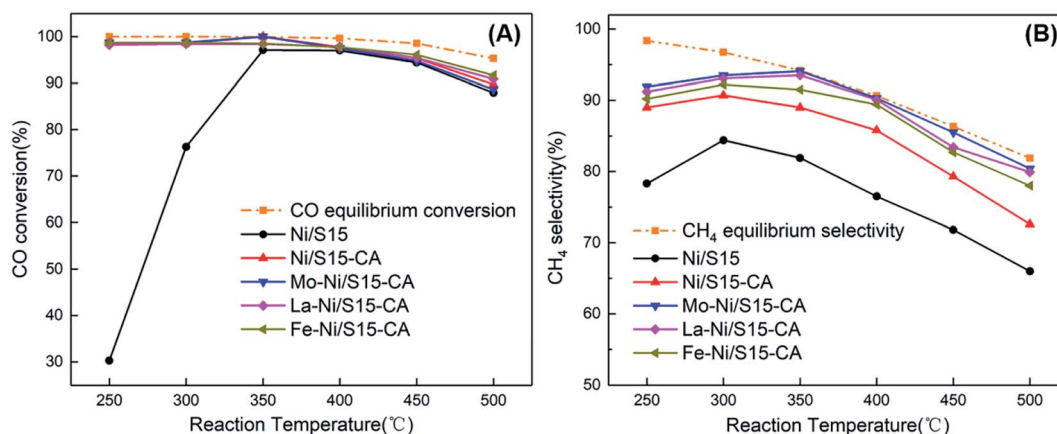 (A)
CO conversion(%)
100
90
80
70
60
50
40
30
CO equilibrium conversion
Ni/S15
Ni/S15-CA
Mo-Ni/S15-CA
La-Ni/S15-CA
Fe-Ni/S15-CA
250 300 350 400 450 500
Reaction Temperature(℃)
(B)
CH₄ selectivity(%)
100
90
80
70
60
50
CH₄ equilibrium selectivity
Ni/S15
Ni/S15-CA
Mo-Ni/S15-CA
La-Ni/S15-CA
Fe-Ni/S15-CA
250 300 350 400 450 500
Reaction Temperature(℃)